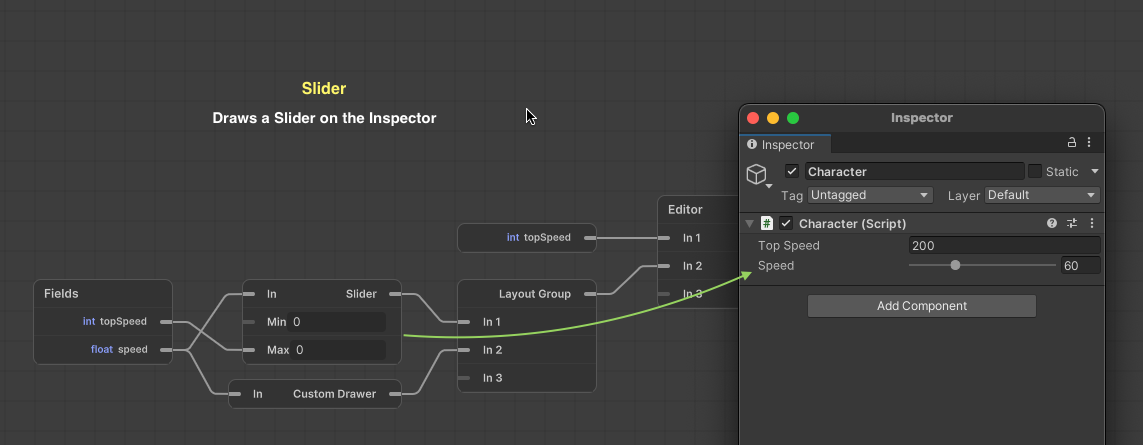 Slider
Draws a Slider on the Inspector
Fields
int topSpeed
float speed
In Slider
Min 0
Max 0
In Custom Drawer
int topSpeed
Layout Group
In 1
In 2
In 3
Editor
In 1
In 2
In 3
Inspector
Inspector
Character Static
Tag Untagged Layer Default
# Character (Script)
Top Speed 200
Speed 60
Add Component